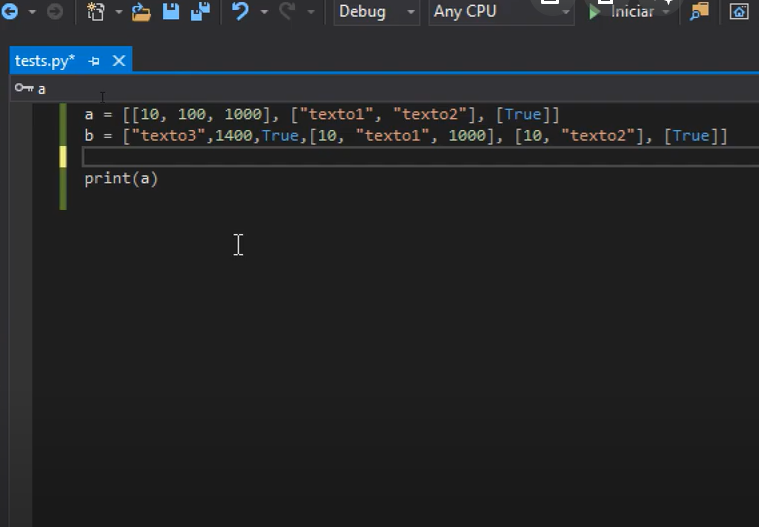 Debug Any CPU Iniciar
tests.py*
a
a = [[10, 100, 1000], ["texto1", "texto2"], [True]]
b = ["texto3",1400,True,[10, "texto1", 1000], [10, "texto2"], [True]]
print(a)